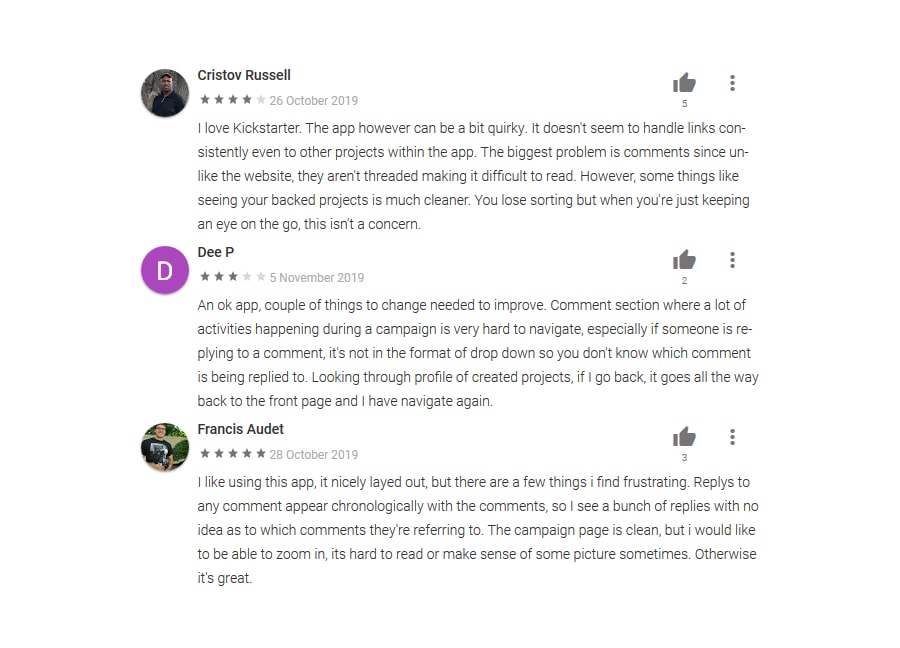 Cristov Russell
26 October 2019
5
I love Kickstarter. The app however can be a bit quirky. It doesn't seem to handle links con-
sistently even to other projects within the app. The biggest problem is comments since un-
like the website, they aren't threaded making it difficult to read. However, some things like
seeing your backed projects is much cleaner. You lose sorting but when you're just keeping
an eye on the go, this isn't a concern.
D
Dee P
5 November 2019
2
An ok app, couple of things to change needed to improve. Comment section where a lot of
activities happening during a campaign is very hard to navigate, especially if someone is re-
plying to a comment, it's not in the format of drop down so you don't know which comment
is being replied to. Looking through profile of created projects, if I go back, it goes all the way
back to the front page and I have navigate again.
Francis Audet
28 October 2019
3
I like using this app, it nicely layed out, but there are a few things i find frustrating. Replys to
any comment appear chronologically with the comments, so I see a bunch of replies with no
idea as to which comments they're referring to. The campaign page is clean, but i would like
to be able to zoom in, its hard to read or make sense of some picture sometimes. Otherwise
it's great.